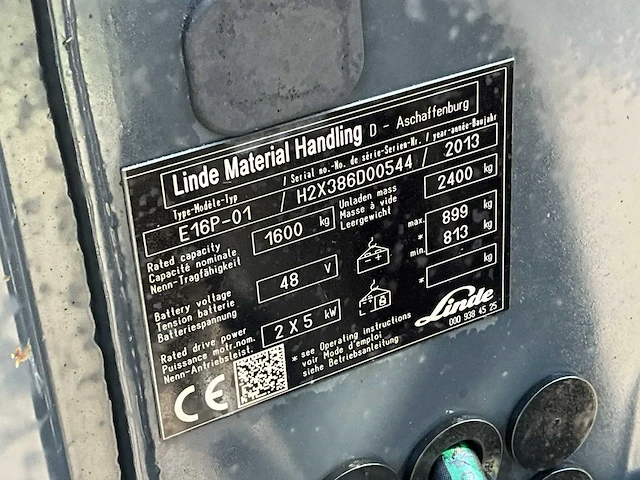 Linde Material Handling D - Aschaffenburg
Type-Modèle-Typ / Serial no.-No. de série-Serien-Nr. / year-année-Baujahr
E16P-01 / H2X386D00544 / 2013
Rated capacity
Capacité nominale
Nenn-Tragfähigkeit
1600 kg
Unladen mass
Masse à vide
Leergewicht
2400 kg
Battery voltage
Tension batterie
Batteriespannung
48 V
max. 899 kg
* 813
min. kg
*
Rated drive power
Puissance motr.nom.
Nenn-Antriebsleist.
2 X 5 kW
* see Operating instructions
voir Mode d'emploi
siehe Betriebsanleitung
Linde
000 938 45 25
CE